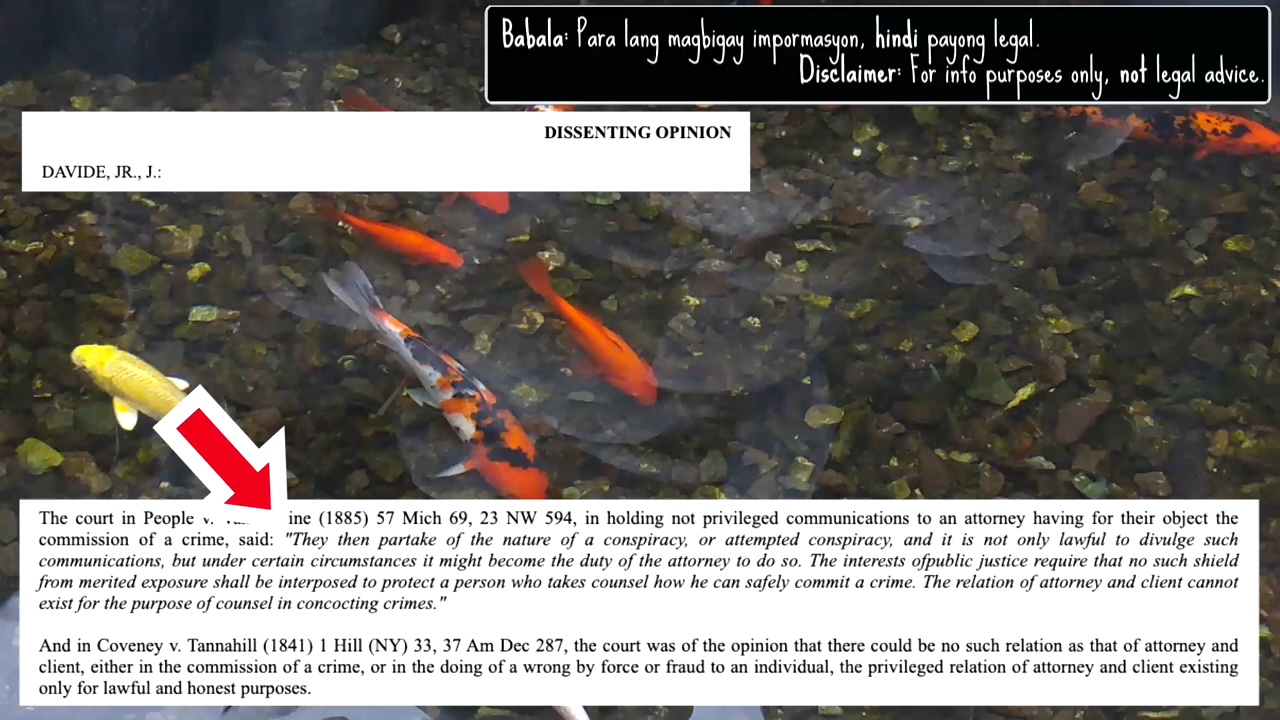 Babala: Para lang magbigay impormasyon, hindi payong legal.
Disclaimer: For info purposes only, not legal advice.
DISSENTING OPINION
DAVIDE, JR., J.:
The court in People v. (1885) 57 Mich 69, 23 NW 594, in holding not privileged communications to an attorney having for their object the
commission of a crime, said: "They then partake of the nature of a conspiracy, or attempted conspiracy, and it is not only lawful to divulge such
communications, but under certain circumstances it might become the duty of the attorney to do so. The interests ofpublic justice require that no such shield
from merited exposure shall be interposed to protect a person who takes counsel how he can safely commit a crime. The relation of attorney and client cannot
exist for the purpose of counsel in concocting crimes."
And in Coveney v. Tannahill (1841) 1 Hill (NY) 33, 37 Am Dec 287, the court was of the opinion that there could be no such relation as that of attorney and
client, either in the commission of a crime, or in the doing of a wrong by force or fraud to an individual, the privileged relation of attorney and client existing
only for lawful and honest purposes.